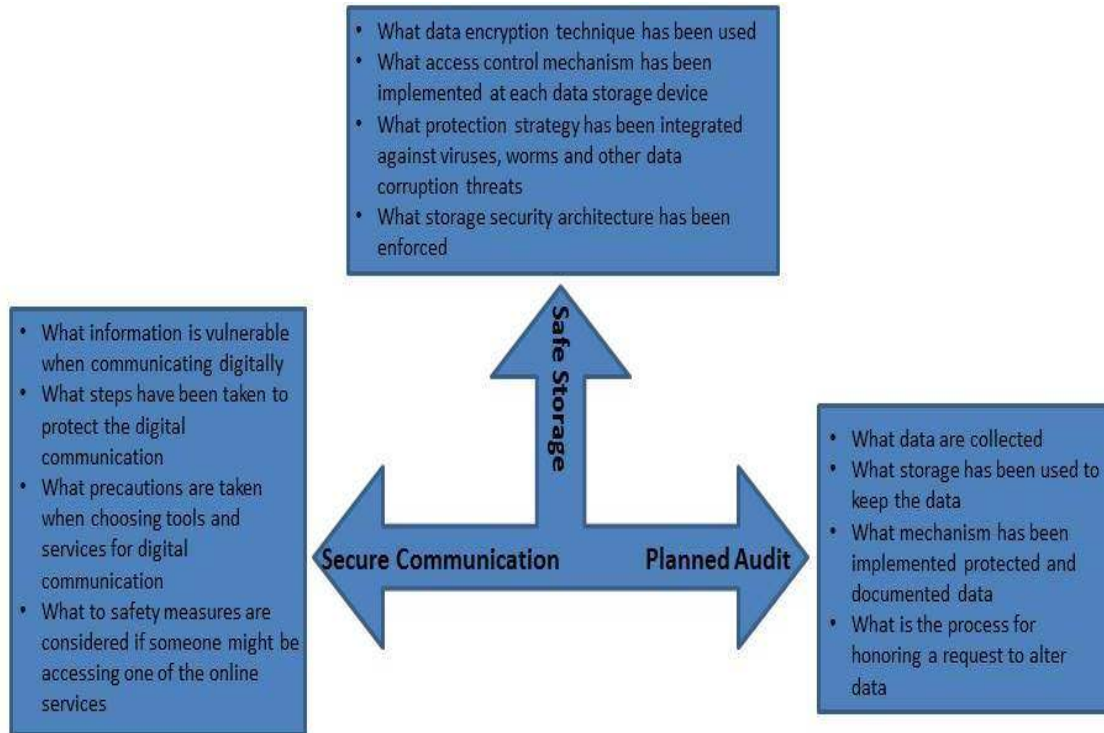 • What data encryption technique has been used
• What access control mechanism has been
implemented at each data storage device
• What protection strategy has been integrated
against viruses, worms and other data
corruption threats
• What storage security architecture has been
enforced
Safe Storage
• What information is vulnerable
when communicating digitally
• What steps have been taken to
protect the digital
communication
• What precautions are taken
when choosing tools and
services for digital
communication
• What to safety measures are
considered if someone might be
accessing one of the online
services
Secure Communication
Planned Audit
• What data are collected
• What storage has been used to
keep the data
• What mechanism has been
implemented protected and
documented data
• What is the process for
honoring a request to alter
data